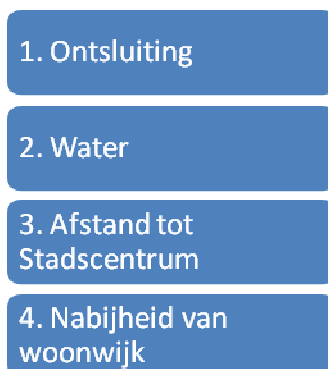 1. Ontsluiting
2. Water
3. Afstand tot
Stadscentrum
4. Nabijheid van
woonwijk